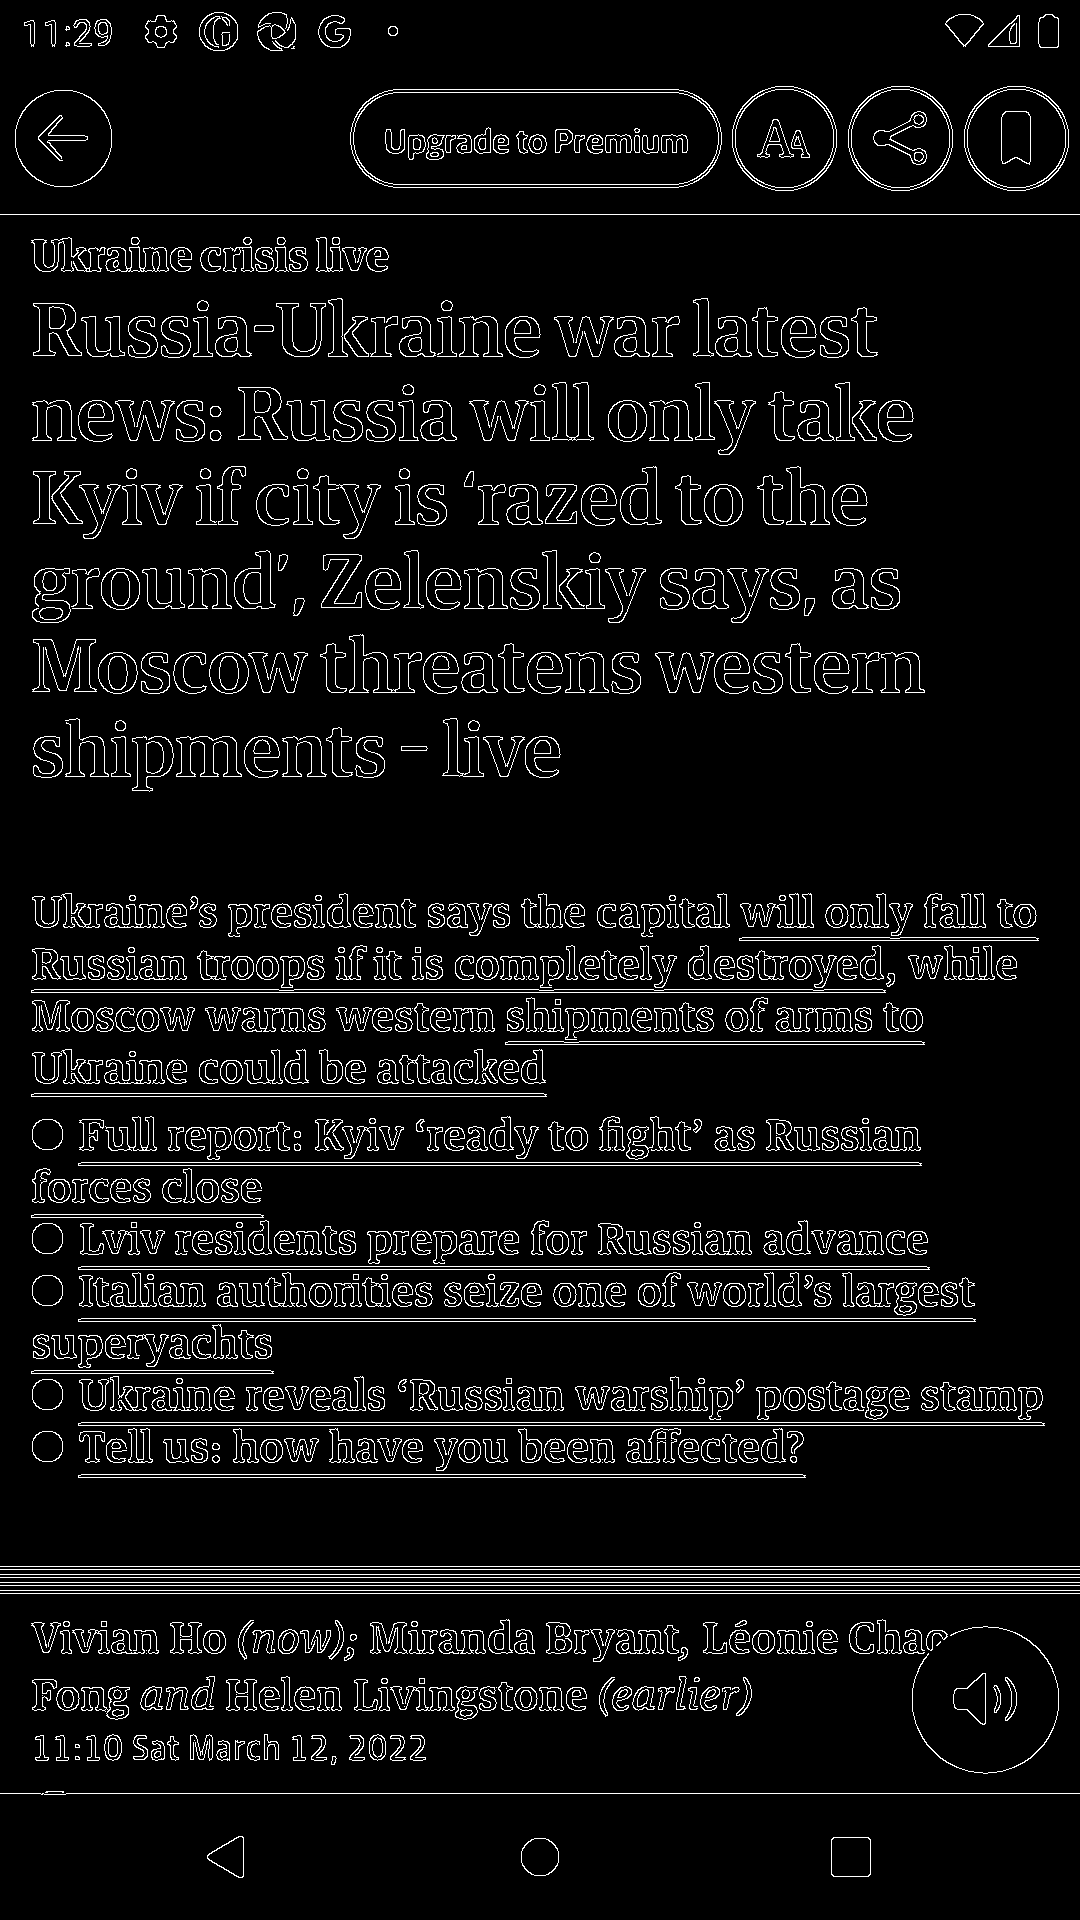 11:29
Upgrade to Premium
AA
Ukraine crisis live
Russia-Ukraine war latest
news: Russia will only take
Kyiv if city is ‘razed to the
ground’, Zelenskiy says, as
Moscow threatens western
shipments – live
Ukraine’s president says the capital will only fall to
Russian troops if it is completely destroyed, while
Moscow warns western shipments of arms to
Ukraine could be attacked
Full report: Kyiv ‘ready to fight’ as Russian
forces close
Lviv residents prepare for Russian advance
Italian authorities seize one of world’s largest
superyachts
Ukraine reveals ‘Russian warship’ postage stamp
Tell us: how have you been affected?
Vivian Ho (now); Miranda Bryant, Léonie Chao
Fong and Helen Livingstone (earlier)
11:10 Sat March 12, 2022